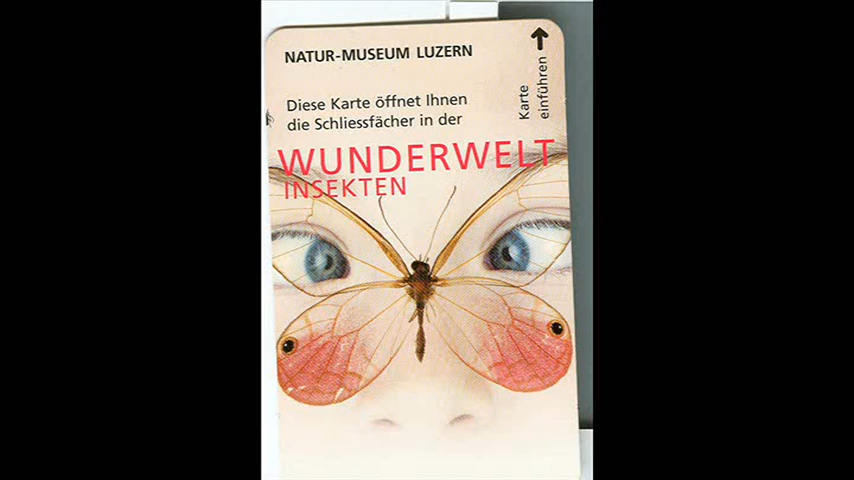 NATUR-MUSEUM LUZERN
Karte
einführen
Diese Karte öffnet Ihnen
die Schliessfächer in der
WUNDERWELT
INSEKTEN